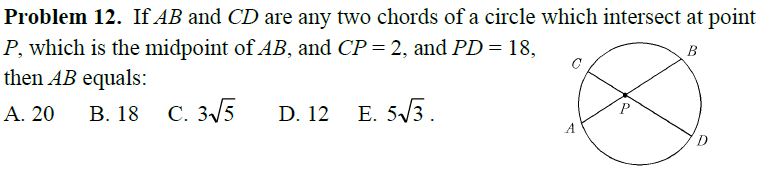 Problem 12. If AB and CD are any two chords of a circle which intersect at point
P, which is the midpoint of AB, and CP = 2, and PD = 18,
then AB equals:
A. 20 B. 18 C. 3√5 D. 12 E. 5√3.
B
C
P
A
D